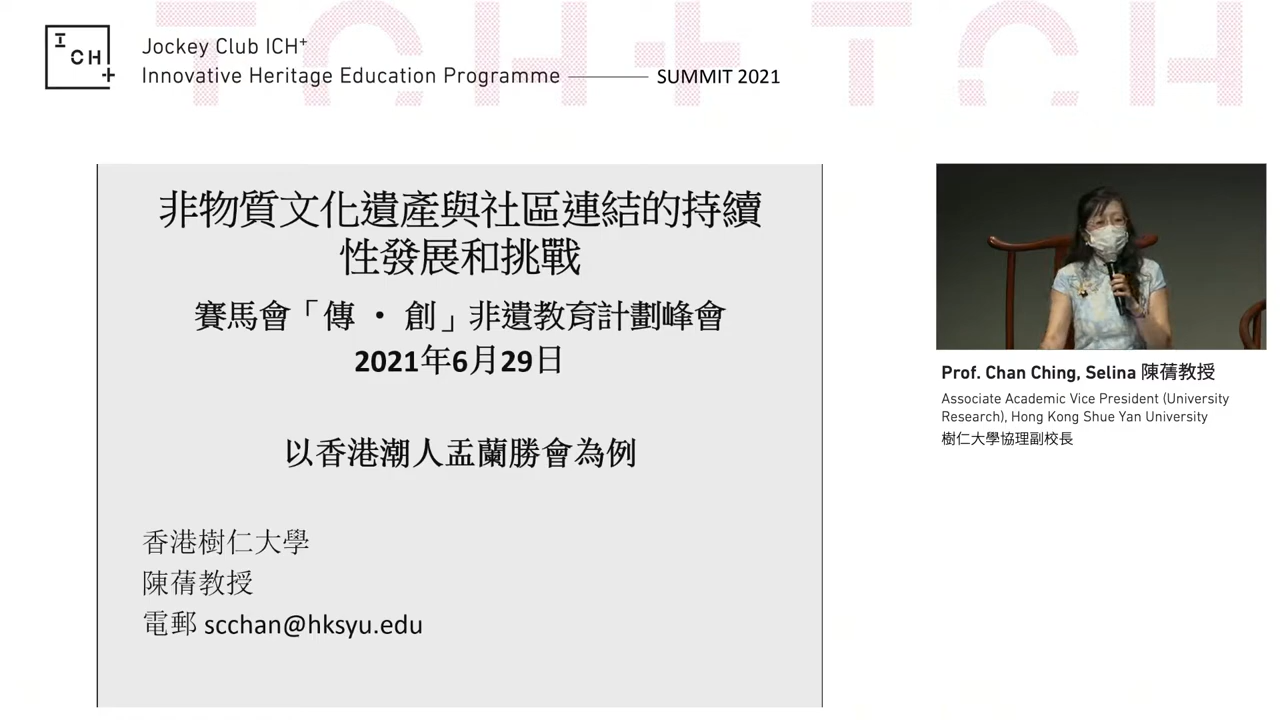 ICH+
Jockey Club ICH+
Innovative Heritage Education Programme
SUMMIT 2021
ICH+ ICH
非物質文化遺產與社區連結的持續
性發展和挑戰
賽馬會「傳 • 創」非遺教育計劃峰會
2021年6月29日
以香港潮人盂蘭勝會為例
香港樹仁大學
陳蒨教授
電郵 scchan@hksyu.edu
Prof. Chan Ching, Selina 陳蒨教授
Associate Academic Vice President (University
Research), Hong Kong Shue Yan University
樹仁大學協理副校長